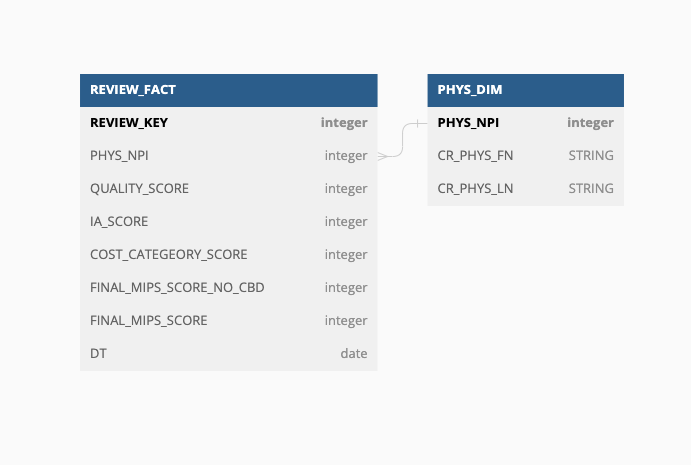 REVIEW_FACT
REVIEW_KEY integer
PHYS_NPI integer
QUALITY_SCORE integer
IA_SCORE integer
COST_CATEGEORY_SCORE integer
FINAL_MIPS_SCORE_NO_CBD integer
FINAL_MIPS_SCORE integer
DT date
PHYS_DIM
PHYS_NPI integer
CR_PHYS_FN STRING
CR_PHYS_LN STRING